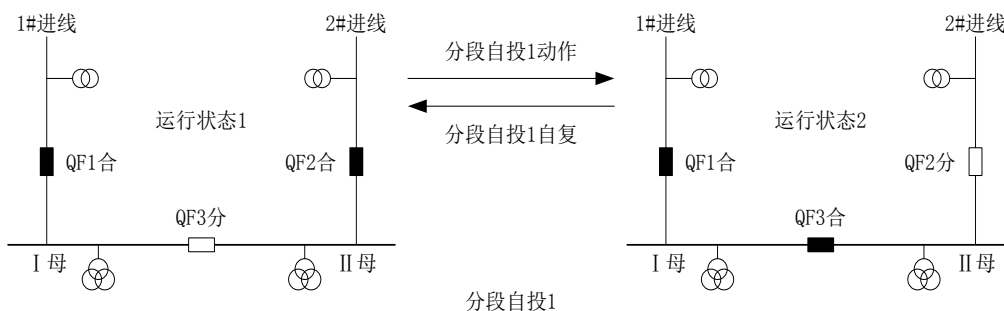 1#进线
2#进线
分段自投1动作
1#进线
2#进线
运行状态1
分段自投1自复
运行状态2
QF1合
QF2合
QF1合
QF2分
QF3分
QF3合
I母
II母
I母
II母
分段自投1